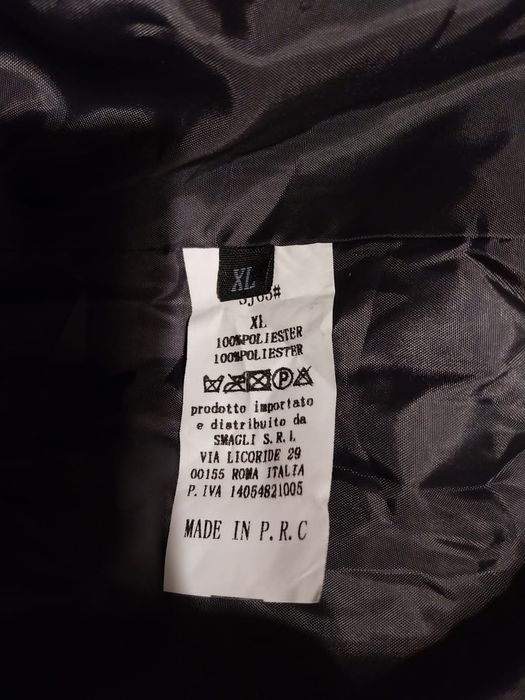 XL
XL
100%POLIESTER
100%POLIESTER
prodotto importato
e distribuito da
SMAGLI S.R.L
VIA LICORIDE 29
00155 ROMA ITALIA
P. IVA 14054821005
MADE IN P.R.C